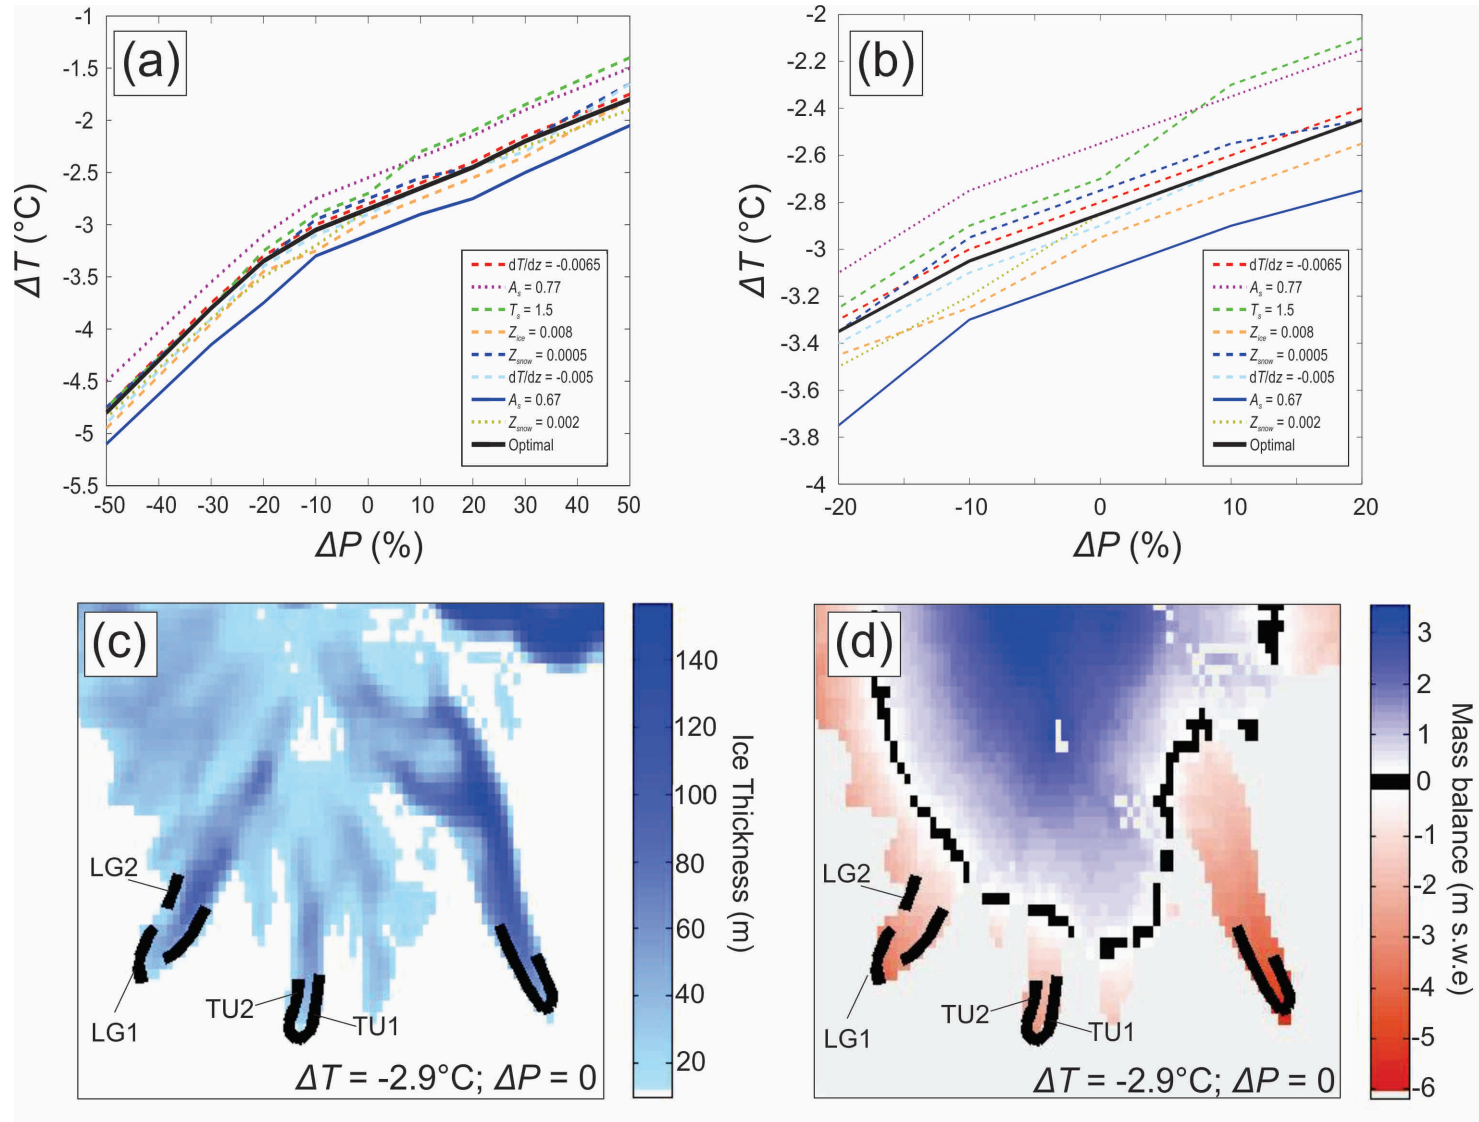 (a)
-1
-1.5
-2
-2.5
-3
-3.5
-4
-4.5
-5
-5.5
ΔT (°C)
-50 -40 -30 -20 -10 0 10 20 30 40 50
ΔP (%)
dT/dz = -0.0065
As = 0.77
Ts = 1.5
Zice = 0.008
Zsnow = 0.0005
dT/dz = -0.005
As = 0.67
Zsnow = 0.002
Optimal
(b)
-2
-2.2
-2.4
-2.6
-2.8
-3
-3.2
-3.4
-3.6
-3.8
-4
ΔT (°C)
-20 -10 0 10 20
ΔP (%)
dT/dz = -0.0065
As = 0.77
Ts = 1.5
Zice = 0.008
Zsnow = 0.0005
dT/dz = -0.005
As = 0.67
Zsnow = 0.002
Optimal
(c)
LG2
LG1
TU2
TU1
ΔT = -2.9°C; ΔP = 0
140
120
100
80
60
40
20
Ice Thickness (m)
(d)
LG2
LG1
TU2
TU1
ΔT = -2.9°C; ΔP = 0
3
2
1
0
-1
-2
-3
-4
-5
-6
Mass balance (m s.w.e)